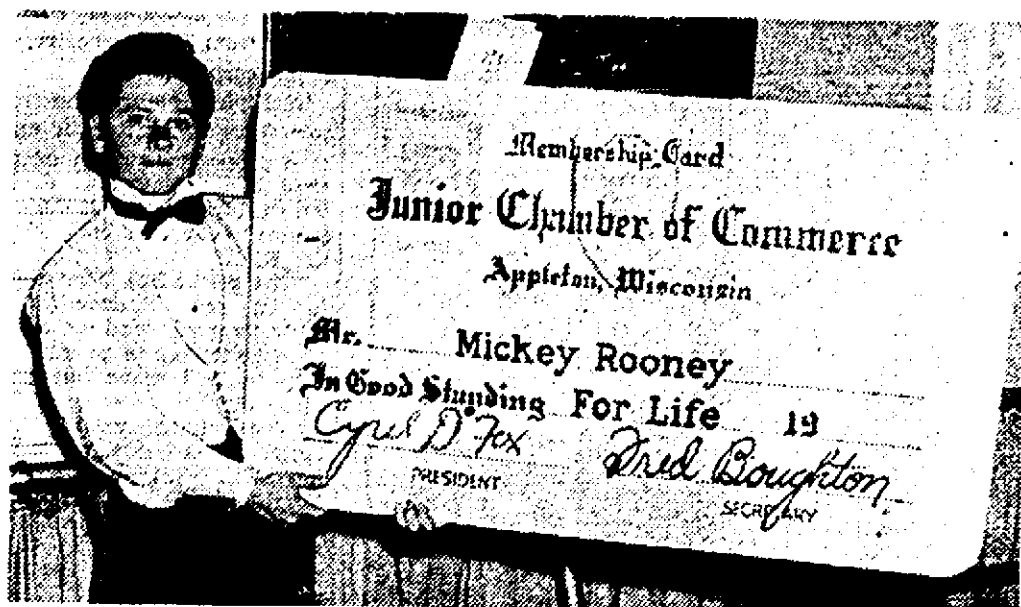 Membership Card
Junior Chamber of Commerce
Appleton, Wisconsin
Mr. Mickey Rooney
In Good Standing For Life 19
Cyril D. Fox Fred Boughton
PRESIDENT SECRETARY